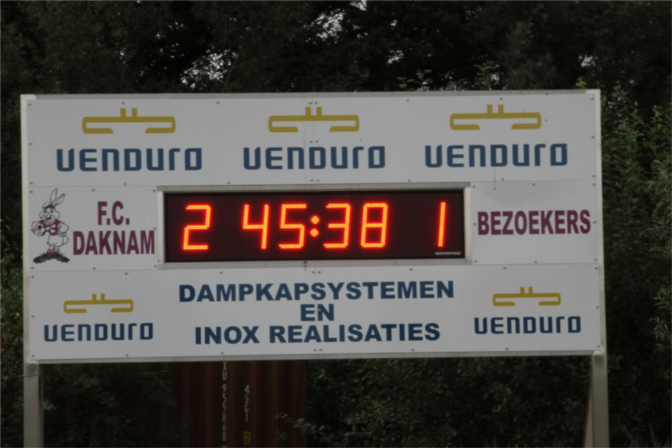 VENDURO VENDURO VENDURO
F.C.
DAKNAM
2 45:38 1
BEZOEKERS
DAMPKAPSYSTEMEN
EN
INOX REALISATIES
VENDURO VENDURO